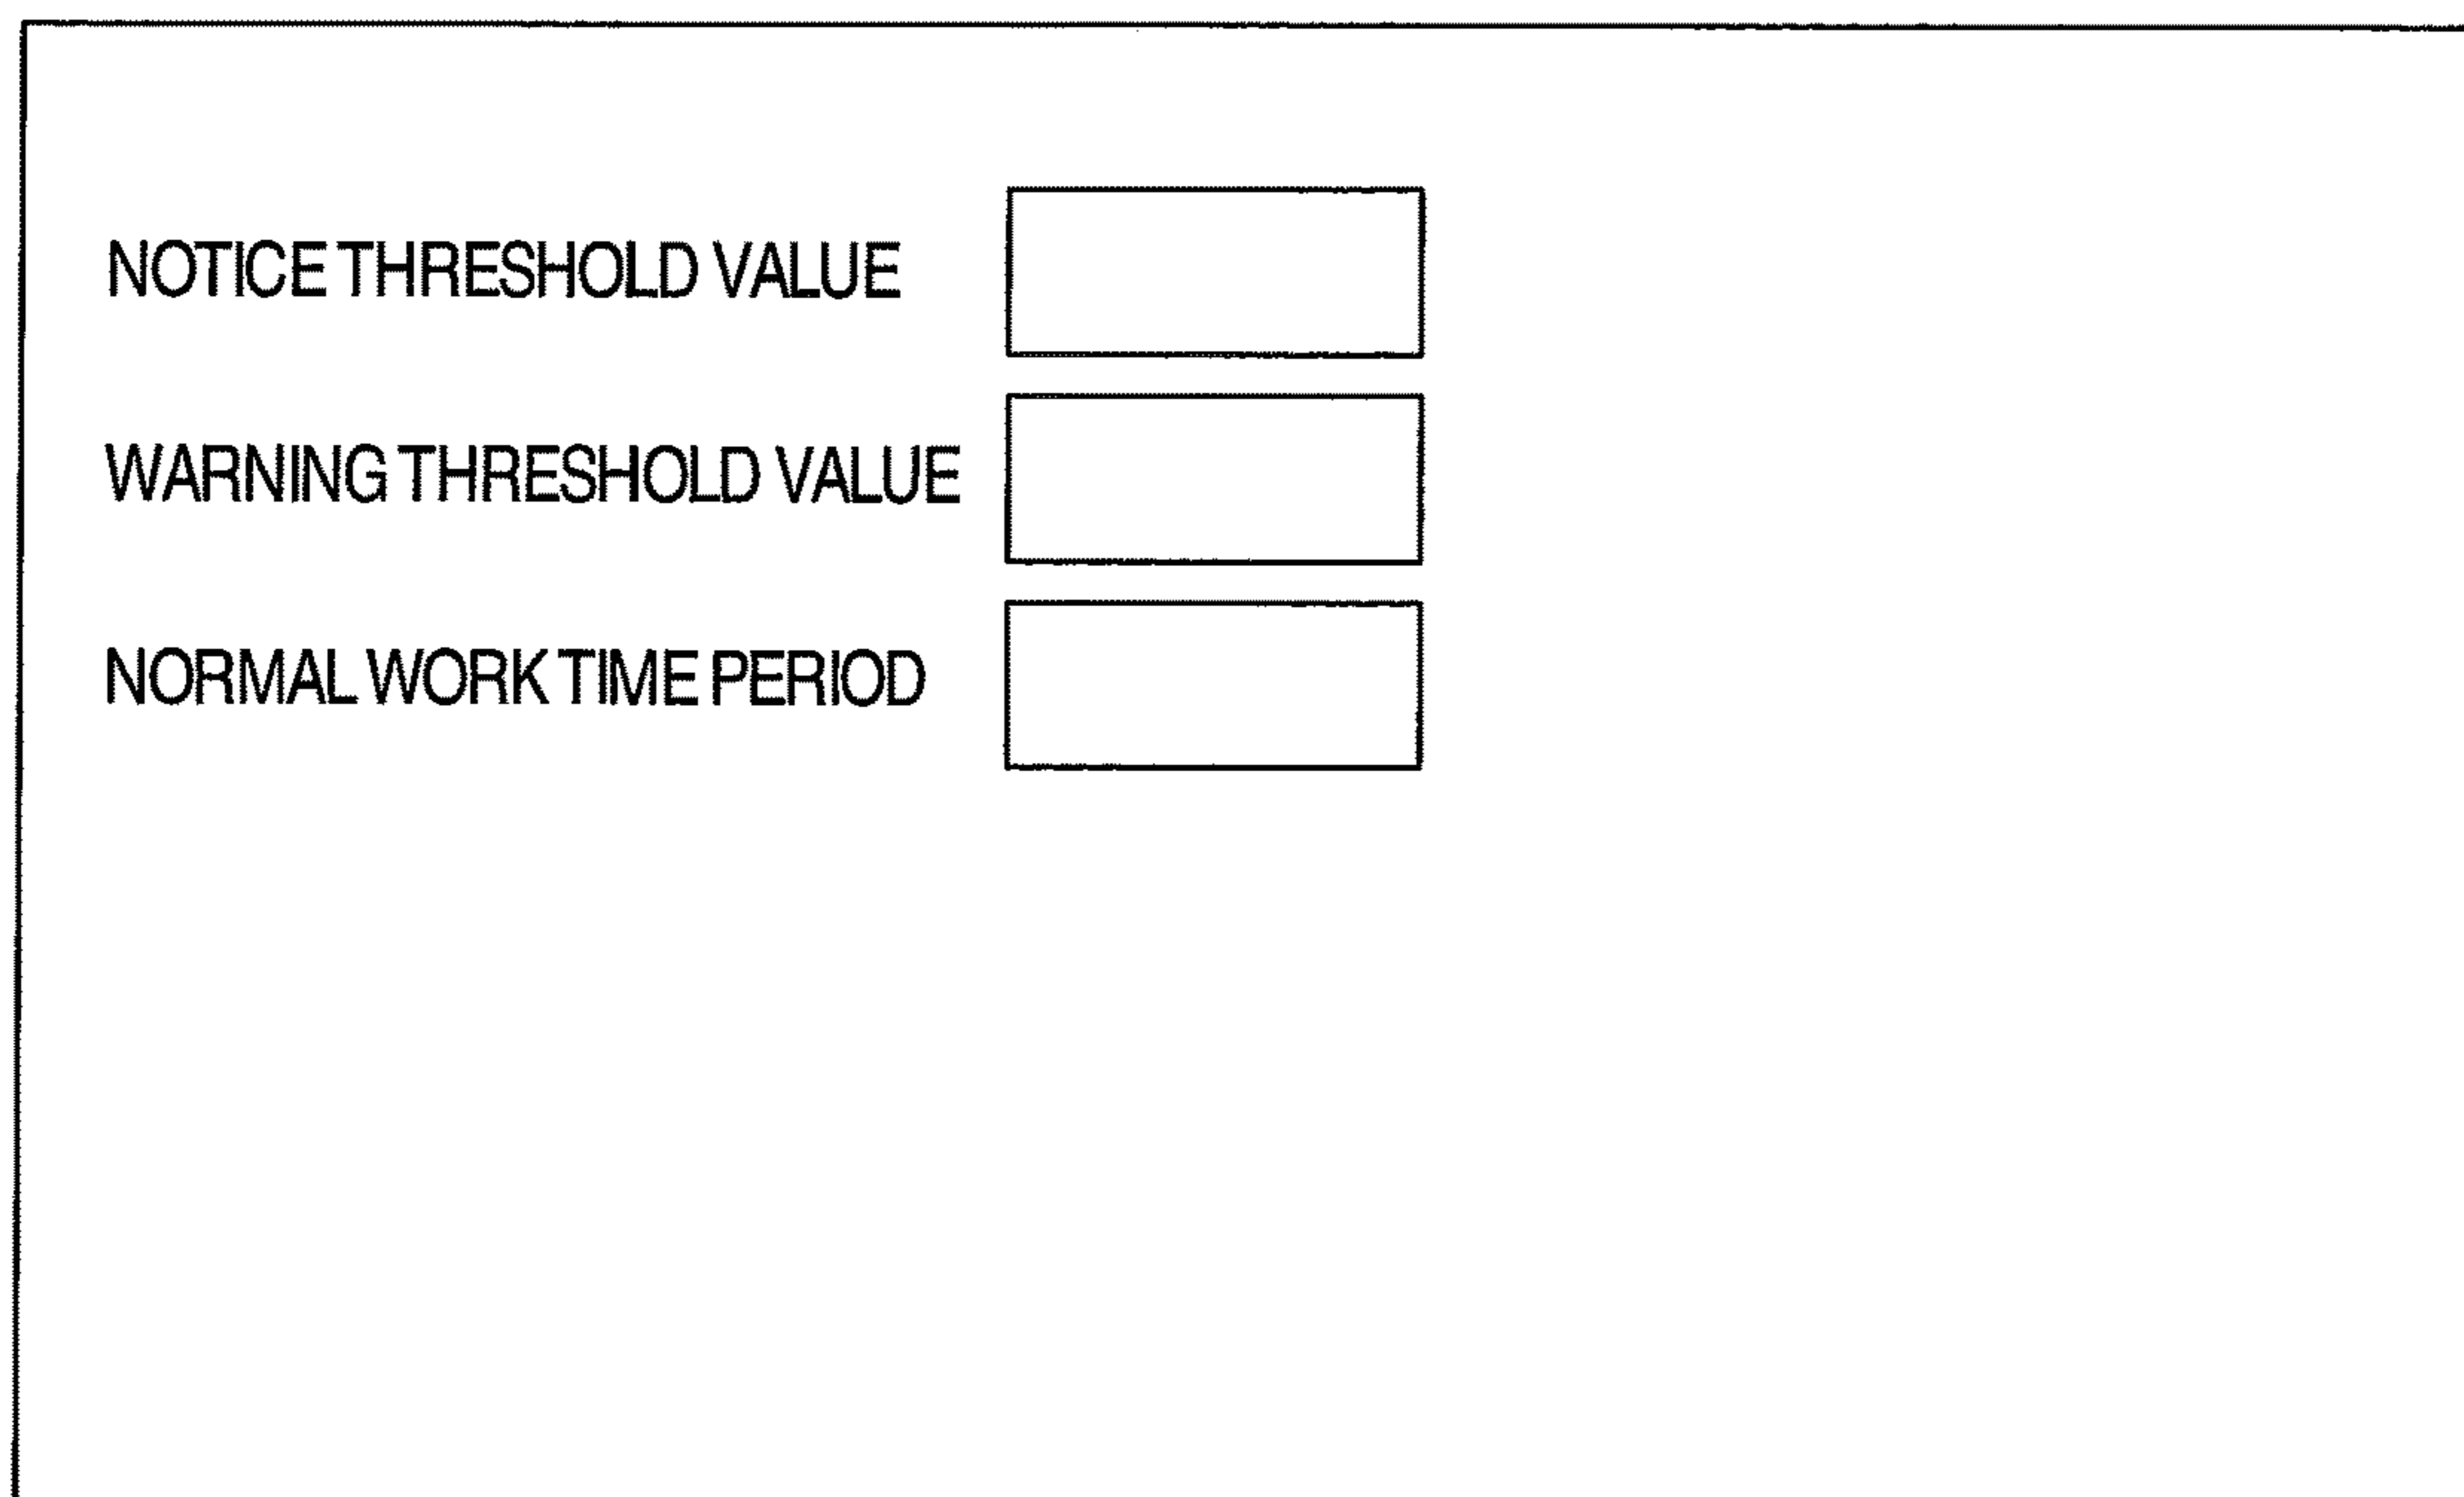 NOTICE THRESHOLD VALUE
WARNING THRESHOLD VALUE
NORMAL WORK TIME PERIOD